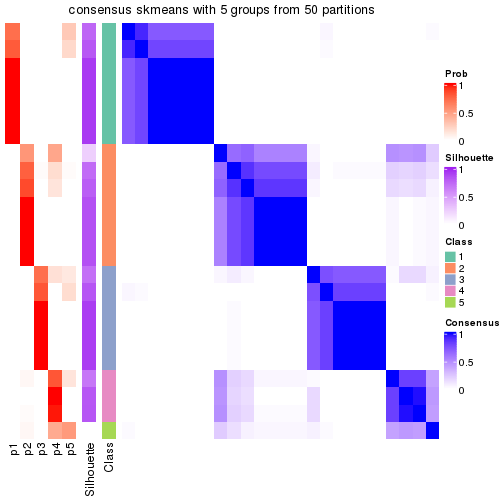 consensus skmeans with 5 groups from 50 partitions
Prob
1
0.5
0
Silhouette
1
0.5
0
Class
1
2
3
4
5
Consensus
1
0.5
0
p1
p2
p3
p4
p5
Silhouette
Class